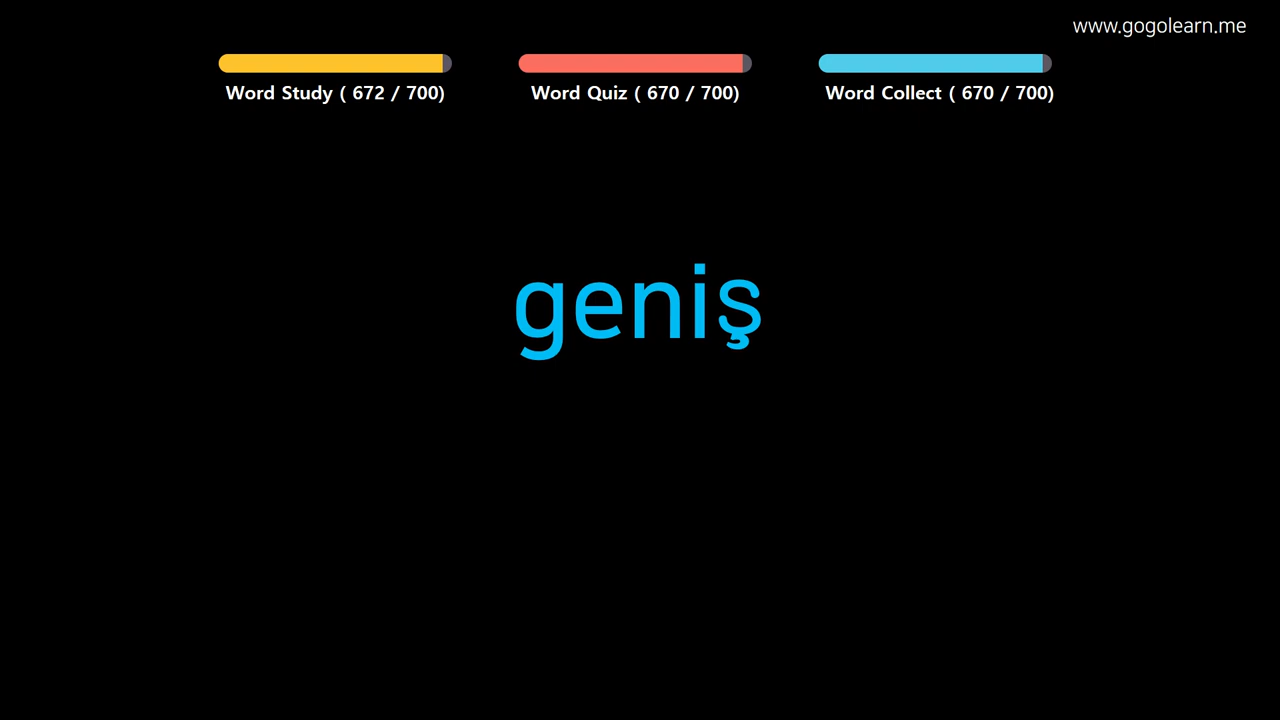 www.gogolearn.me
Word Study ( 672 / 700)
Word Quiz ( 670 / 700)
Word Collect ( 670 / 700)
geniş